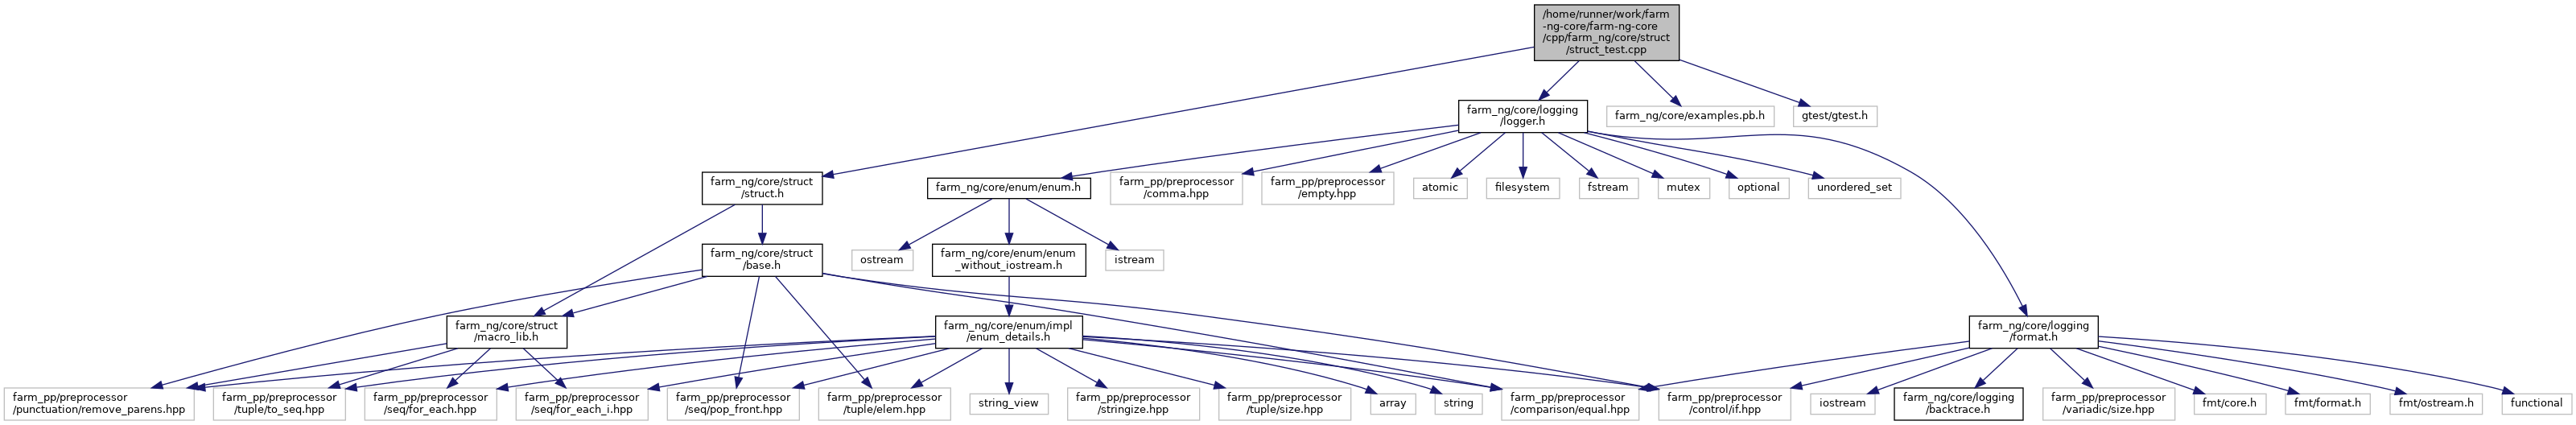 /home/runner/work/farm
-ng-core/farm-ng-core
/cpp/farm_ng/core/struct
/struct_test.cpp
farm_ng/core/logging
/logger.h
farm_ng/core/examples.pb.h
gtest/gtest.h
farm_ng/core/struct
/struct.h
farm_ng/core/enum/enum.h
farm_pp/preprocessor
/comma.hpp
farm_pp/preprocessor
/empty.hpp
atomic
filesystem
fstream
mutex
optional
unordered_set
farm_ng/core/struct
/base.h
ostream
farm_ng/core/enum/enum
_without_iostream.h
istream
farm_ng/core/struct
/macro_lib.h
farm_ng/core/enum/impl
/enum_details.h
farm_ng/core/logging
/format.h
farm_pp/preprocessor
/punctuation/remove_parens.hpp
farm_pp/preprocessor
/tuple/to_seq.hpp
farm_pp/preprocessor
/seq/for_each.hpp
farm_pp/preprocessor
/seq/for_each_i.hpp
farm_pp/preprocessor
/seq/pop_front.hpp
farm_pp/preprocessor
/tuple/elem.hpp
string_view
farm_pp/preprocessor
/stringize.hpp
farm_pp/preprocessor
/tuple/size.hpp
array
string
farm_pp/preprocessor
/comparison/equal.hpp
farm_pp/preprocessor
/control/if.hpp
iostream
farm_ng/core/logging
/backtrace.h
farm_pp/preprocessor
/variadic/size.hpp
fmt/core.h
fmt/format.h
fmt/ostream.h
functional